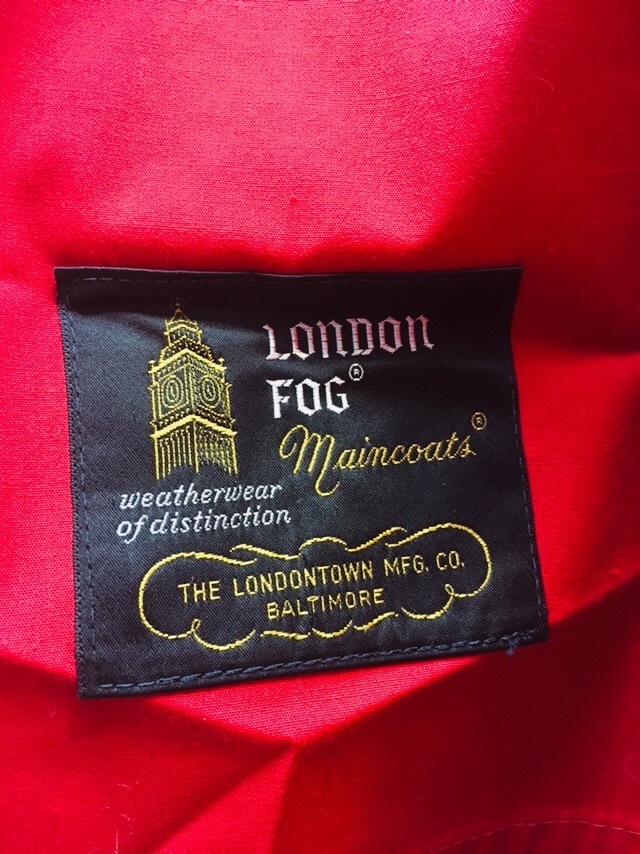 LONDON
FOG®
Maincoats®
weatherwear
of distinction
THE LONDONTOWN MFG. CO.
BALTIMORE